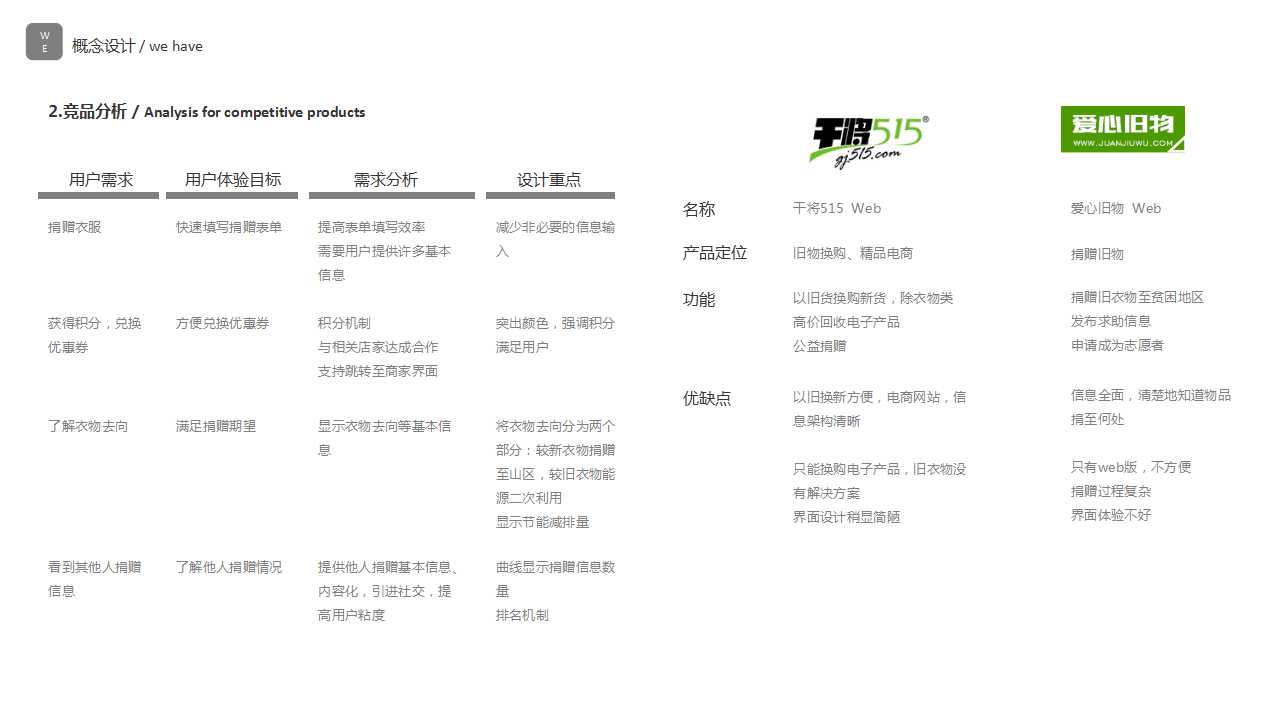 W
E
概念设计 / we have
2.竞品分析 / Analysis for competitive products
用户需求 用户体验目标 需求分析 设计重点
捐赠衣服
快速填写捐赠表单
提高表单填写效率
需要用户提供许多基本
信息
减少非必要的信息输
入
获得积分，兑换
优惠券
方便兑换优惠券
积分机制
与相关店家达成合作
支持跳转至商家界面
突出颜色，强调积分
满足用户
了解衣物去向
满足捐赠期望
显示衣物去向等基本信
息
将衣物去向分为两个
部分：较新衣物捐赠
至山区，较旧衣物能
源二次利用
显示节能减排量
看到其他人捐赠
信息
了解他人捐赠情况
提供他人捐赠基本信息、
内容化，引进社交，提
高用户粘度
曲线显示捐赠信息数
量
排名机制
干将515®
gj515.com
爱心旧物
WWW.JUANJIUWU.COM
名称
干将515 Web
爱心旧物 Web
产品定位
旧物换购、精品电商
捐赠旧物
功能
以旧货换购新货，除衣物类
高价回收电子产品
公益捐赠
捐赠旧衣物至贫困地区
发布求助信息
申请成为志愿者
优缺点
以旧换新方便，电商网站，信
息架构清晰
只能换购电子产品，旧衣物没
有解决方案
界面设计稍显简陋
信息全面，清楚地知道物品
捐至何处
只有web版，不方便
捐赠过程复杂
界面体验不好